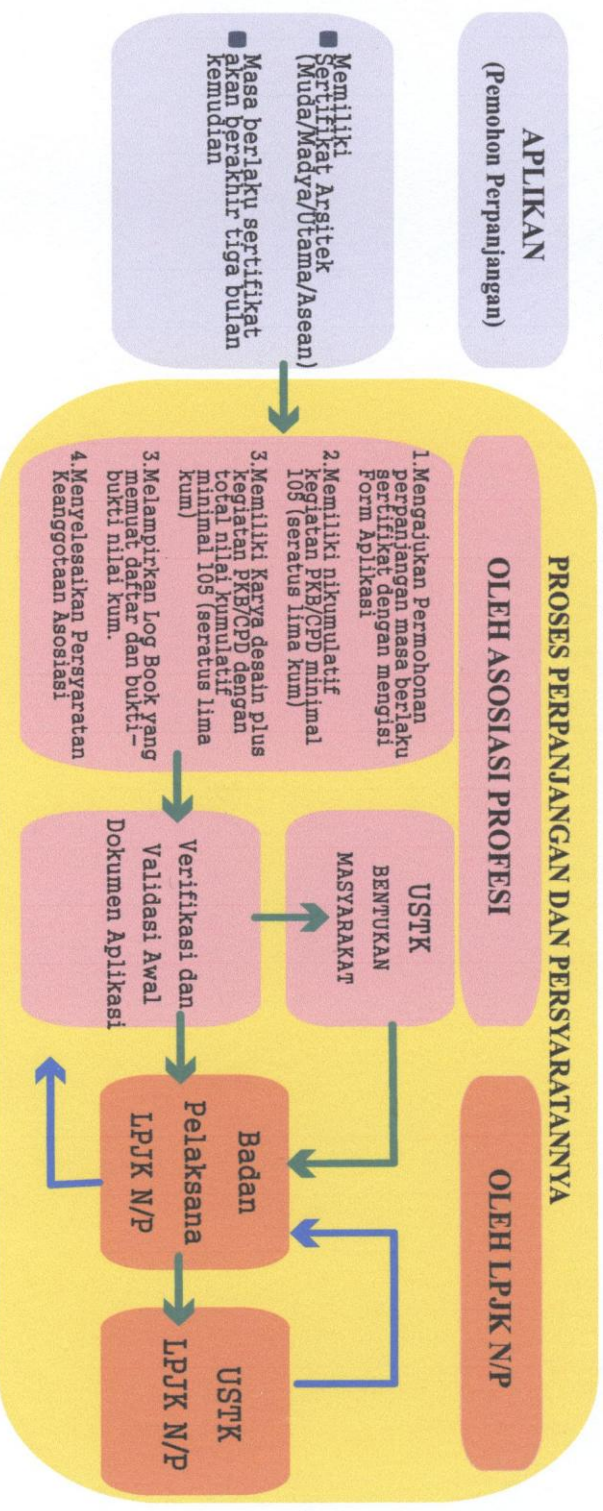 APLIKAN
(Pemohon Perpanjangan)
Memiliki
Sertifikat Arsitek
(Muda/Madya/Utama/Asean)
Masa berlaku sertifikat
akan berakhir tiga bulan
kemudian
PROSES PERPANJANGAN DAN PERSYARATANNYA
OLEH ASOSIASI PROFESI
1.Mengajukan Permohonan
perpanjangan masa berlaku
sertifikat dengan mengisi
Form Aplikasi
2.Memiliki nikumulatif
kegiatan PKB/CPD minimal
105 (seratus lima kum)
3.Memiliki Karya desain plus
kegiatan PKB/CPD dengan
total nilai kumulatif
minimal 105 (seratus lima
kum)
3.Melampirkan Log Book yang
memuat daftar dan bukti-
bukti nilai kum.
4.Menyelesaikan Persyaratan
Keanggotaan Asosiasi
USTK
BENTUKAN
MASYARAKAT
Verifikasi dan
Validasi Awal
Dokumen Aplikasi
OLEH LPJK N/P
Badan
Pelaksana
LPJK N/P
USTK
LPJK N/P